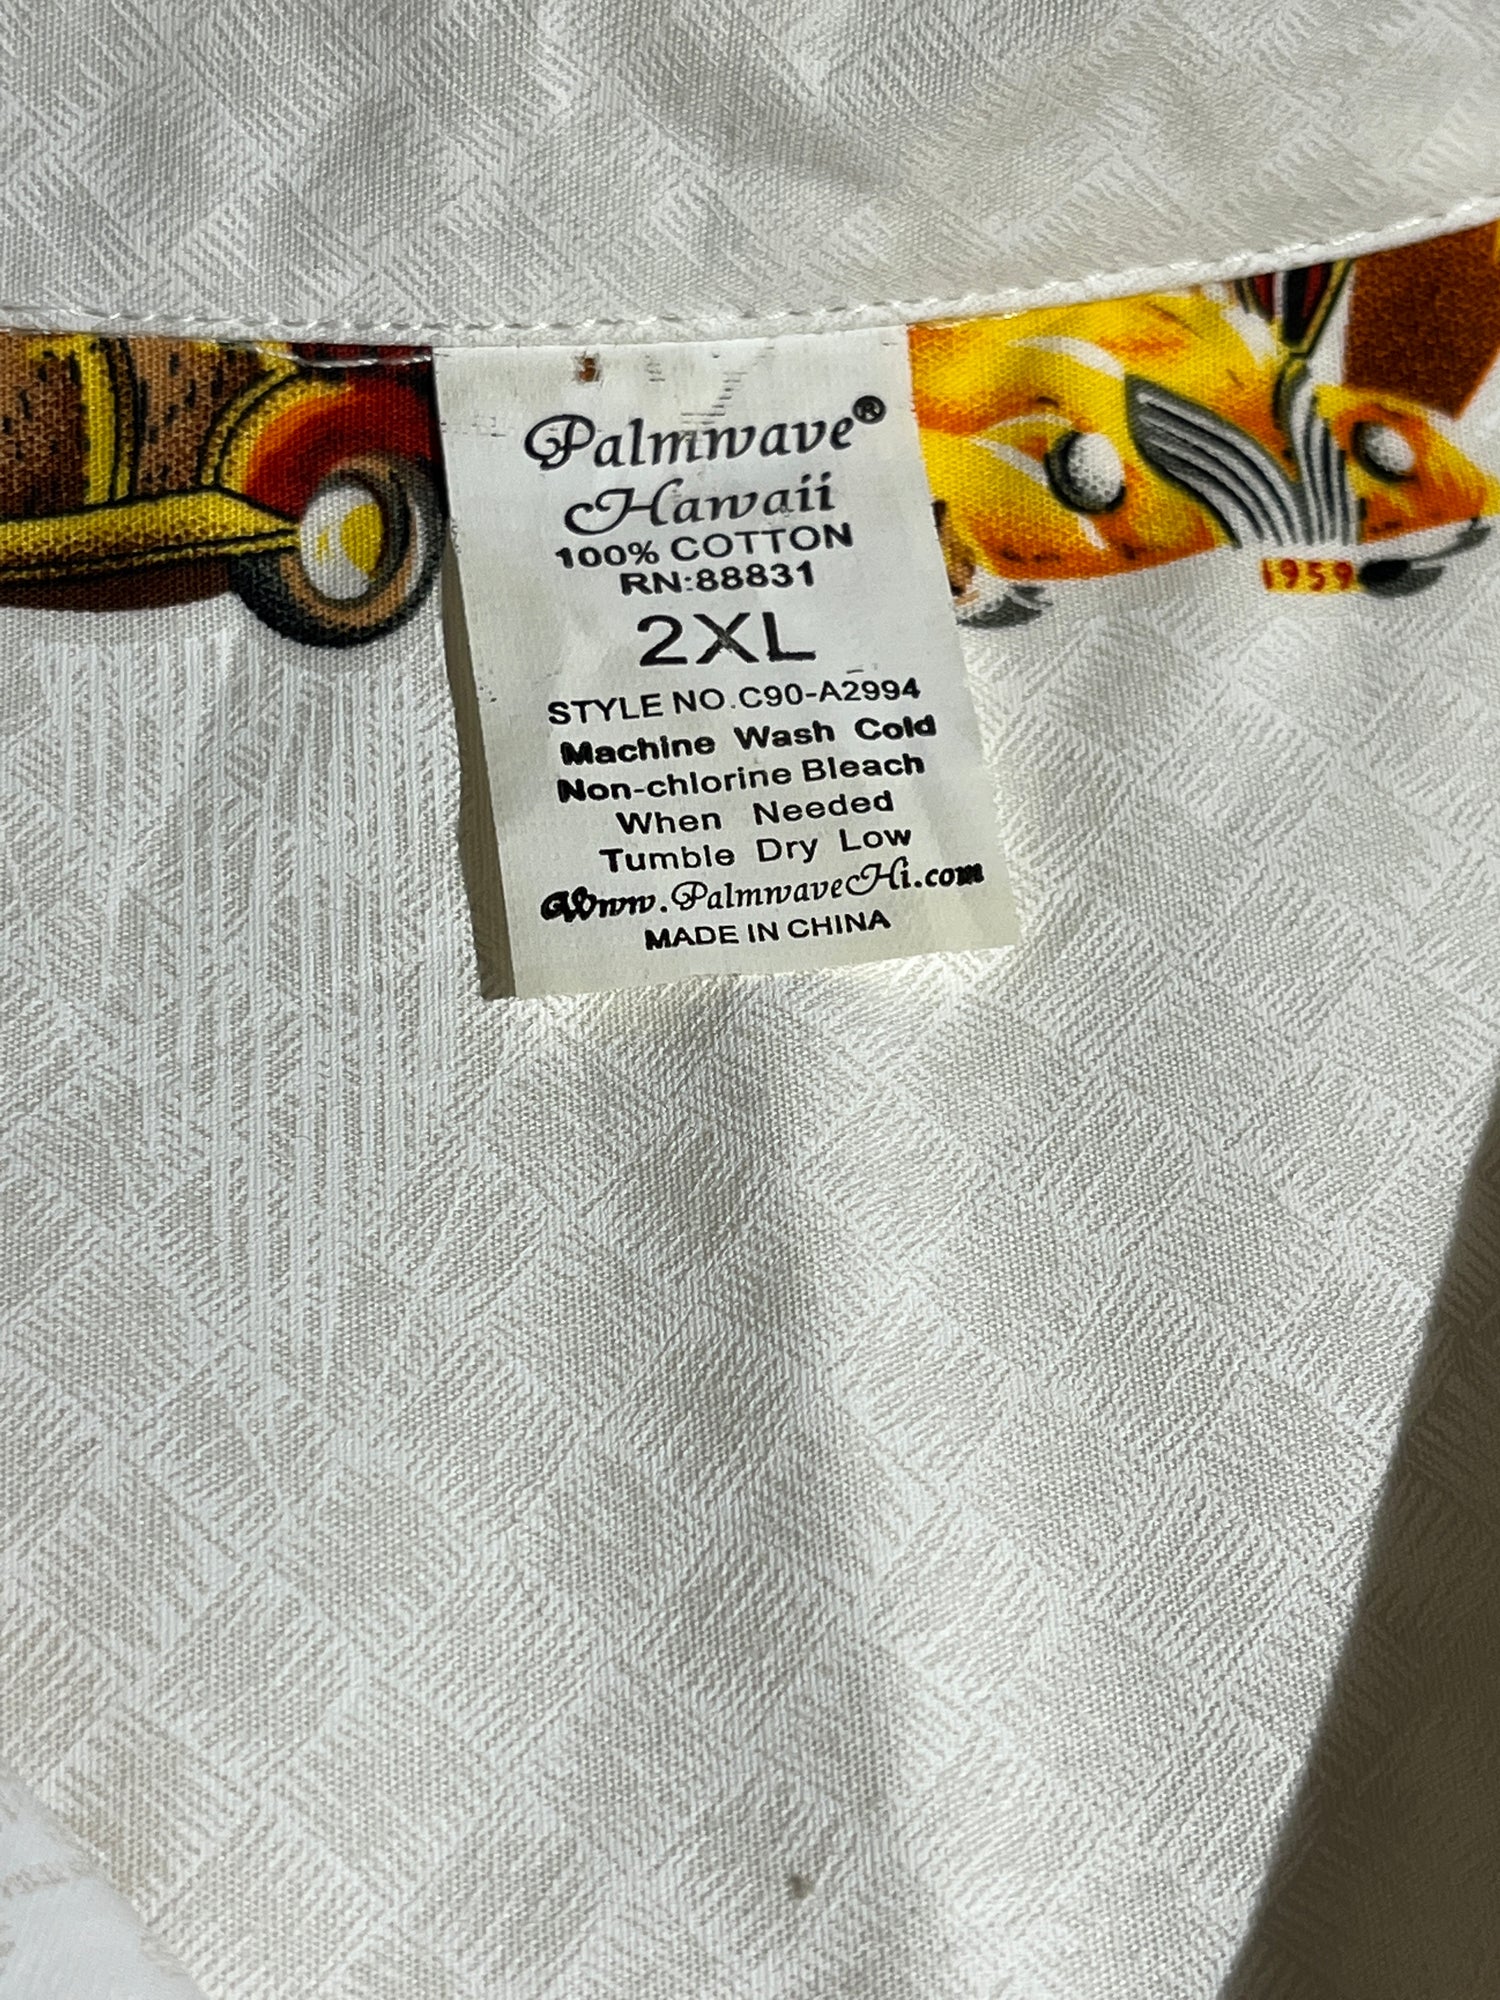 Palmwave®
Hawaii
100% COTTON
RN:88831
2XL
STYLE NO.C90-A2994
Machine Wash Cold
Non-chlorine Bleach
When Needed
Tumble Dry Low
Www.PalmwaveHi.com
MADE IN CHINA
1959